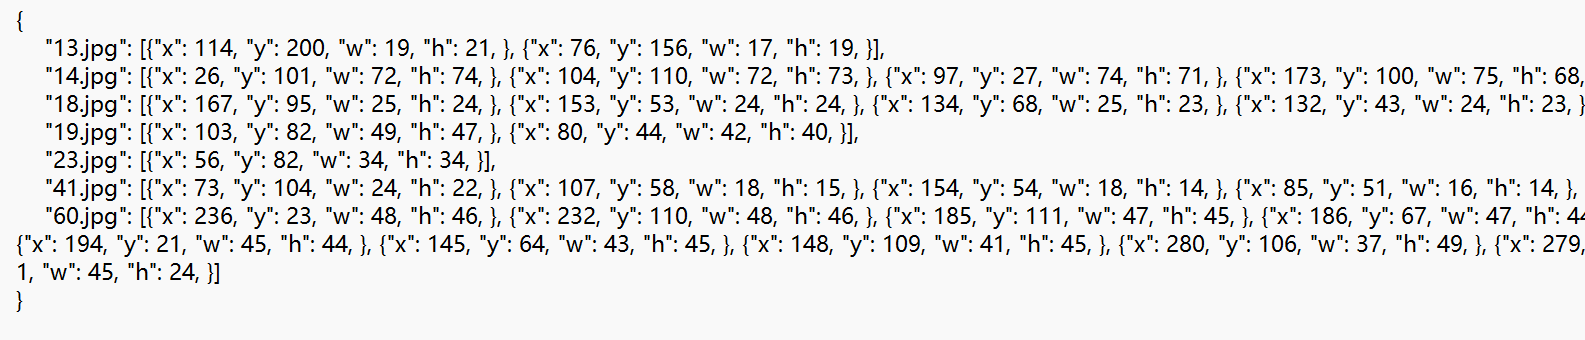 {
"13.jpg": [{"x": 114, "y": 200, "w": 19, "h": 21, }, {"x": 76, "y": 156, "w": 17, "h": 19, }],
"14.jpg": [{"x": 26, "y": 101, "w": 72, "h": 74, }, {"x": 104, "y": 110, "w": 72, "h": 73, }, {"x": 97, "y": 27, "w": 74, "h": 71, }, {"x": 173, "y": 100, "w": 75, "h": 68,
"18.jpg": [{"x": 167, "y": 95, "w": 25, "h": 24, }, {"x": 153, "y": 53, "w": 24, "h": 24, }, {"x": 134, "y": 68, "w": 25, "h": 23, }, {"x": 132, "y": 43, "w": 24, "h": 23, }
"19.jpg": [{"x": 103, "y": 82, "w": 49, "h": 47, }, {"x": 80, "y": 44, "w": 42, "h": 40, }],
"23.jpg": [{"x": 56, "y": 82, "w": 34, "h": 34, }],
"41.jpg": [{"x": 73, "y": 104, "w": 24, "h": 22, }, {"x": 107, "y": 58, "w": 18, "h": 15, }, {"x": 154, "y": 54, "w": 18, "h": 14, }, {"x": 85, "y": 51, "w": 16, "h": 14, },
"60.jpg": [{"x": 236, "y": 23, "w": 48, "h": 46, }, {"x": 232, "y": 110, "w": 48, "h": 46, }, {"x": 185, "y": 111, "w": 47, "h": 45, }, {"x": 186, "y": 67, "w": 47, "h": 44
{"x": 194, "y": 21, "w": 45, "h": 44, }, {"x": 145, "y": 64, "w": 43, "h": 45, }, {"x": 148, "y": 109, "w": 41, "h": 45, }, {"x": 280, "y": 106, "w": 37, "h": 49, }, {"x": 279,
1, "w": 45, "h": 24, }]
}